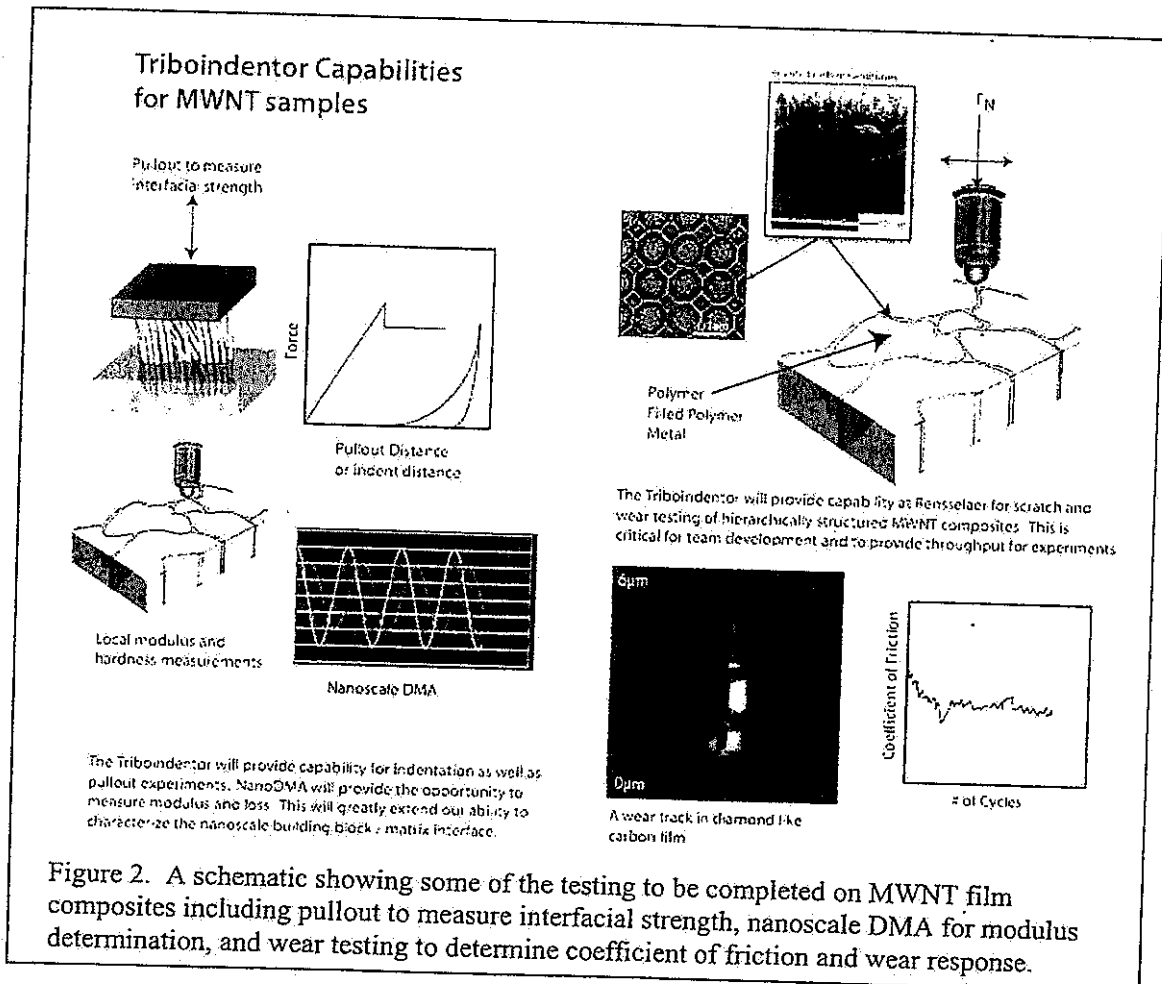 Triboindentor Capabilities
for MWNT samples
Pullout to measure
interfacial strength
Force
Pullout Distance
or indent distance
Local modulus and
hardness measurements
Nanoscale DMA
The Triboindentor will provide capability for indentation as well as
pullout experiments. NanoDMA will provide the opportunity to
measure modulus and loss. This will greatly extend our ability to
characterize the nanoscale building block / matrix interface.
N
Polymer
Filled Polymer
Metal
The Triboindentor will provide capability at Rensselaer for scratch and
wear testing of hierarchically structured MWNT composites. This is
critical for team development and to provide throughput for experiments
6µm
0µm
A wear track in diamond like
carbon film
Coefficient of Friction
# of Cycles
Figure 2. A schematic showing some of the testing to be completed on MWNT film
composites including pullout to measure interfacial strength, nanoscale DMA for modulus
determination, and wear testing to determine coefficient of friction and wear response.